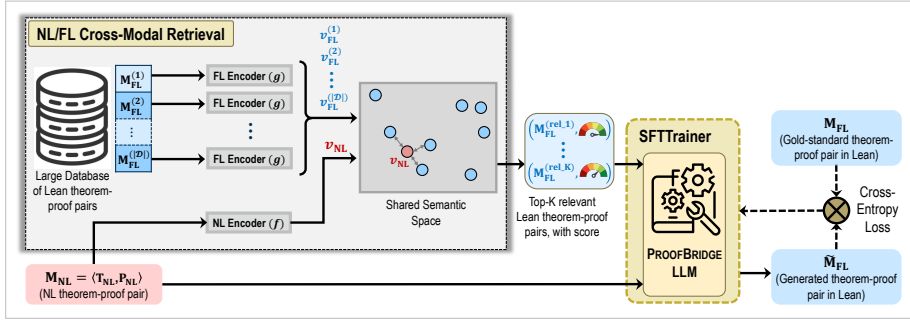 NL/FL Cross-Modal Retrieval
M_FL^(1)
M_FL^(2)
⋮
M_FL^(|D|)
Large Database
of Lean theorem-
proof pairs
FL Encoder (g)
FL Encoder (g)
⋮
FL Encoder (g)
NL Encoder (f)
v_FL^(1)
v_FL^(2)
⋮
v_FL^(|D|)
v_NL
v_NL
Shared Semantic
Space
(M_FL^(rel_1), )
⋮
(M_FL^(rel_K), )
Top-K relevant
Lean theorem-proof
pairs, with score
SFTTrainer
PROOFBRIDGE
LLM
M_FL
(Gold-standard theorem-
proof pair in Lean)
Cross-
Entropy
Loss
M̃_FL
(Generated theorem-proof
pair in Lean)
M_NL = ⟨T_NL, P_NL⟩
(NL theorem-proof pair)